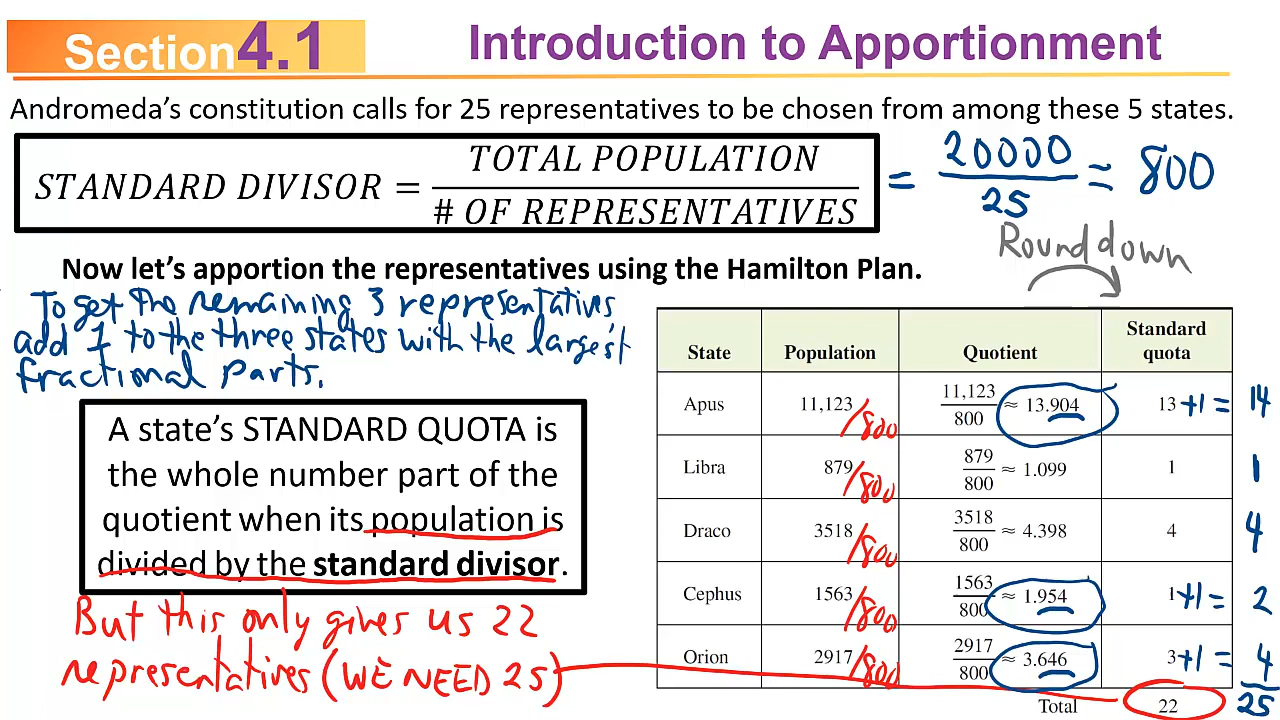 Section 4.1 Introduction to Apportionment
Andromeda's constitution calls for 25 representatives to be chosen from among these 5 states.
STANDARD DIVISOR = TOTAL POPULATION / # OF REPRESENTATIVES = 20000 / 25 = 800
Round down
Now let's apportion the representatives using the Hamilton Plan.
To get the remaining 3 representatives
add 1 to the three states with the largest
fractional parts.
A state's STANDARD QUOTA is
the whole number part of the
quotient when its population is
divided by the standard divisor.
But this only gives us 22
representatives (WE NEED 25)
State Population Quotient Standard quota
Apus 11,123 /800 11,123/800 ≈ 13.904 13 +1 = 14
Libra 879 /800 879/800 ≈ 1.099 1 1
Draco 3518 /800 3518/800 ≈ 4.398 4 4
Cephus 1563 /800 1563/800 ≈ 1.954 1 +1 = 2
Orion 2917 /800 2917/800 ≈ 3.646 3 +1 = 4
Total 22 25